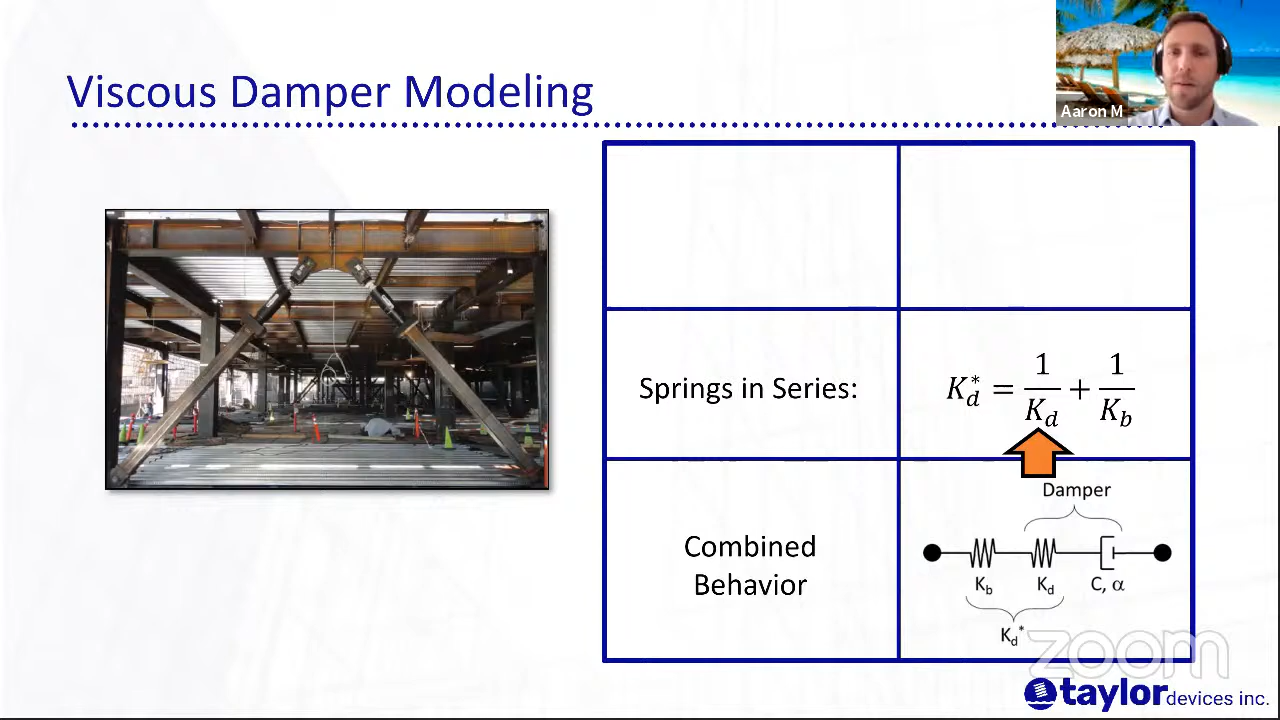 Viscous Damper Modeling
Aaron M
Springs in Series:
K_d^* = \frac{1}{K_d} + \frac{1}{K_b}
Combined
Behavior
Damper
K_b K_d C, α
K_d^*
zoom
taylor devices inc.